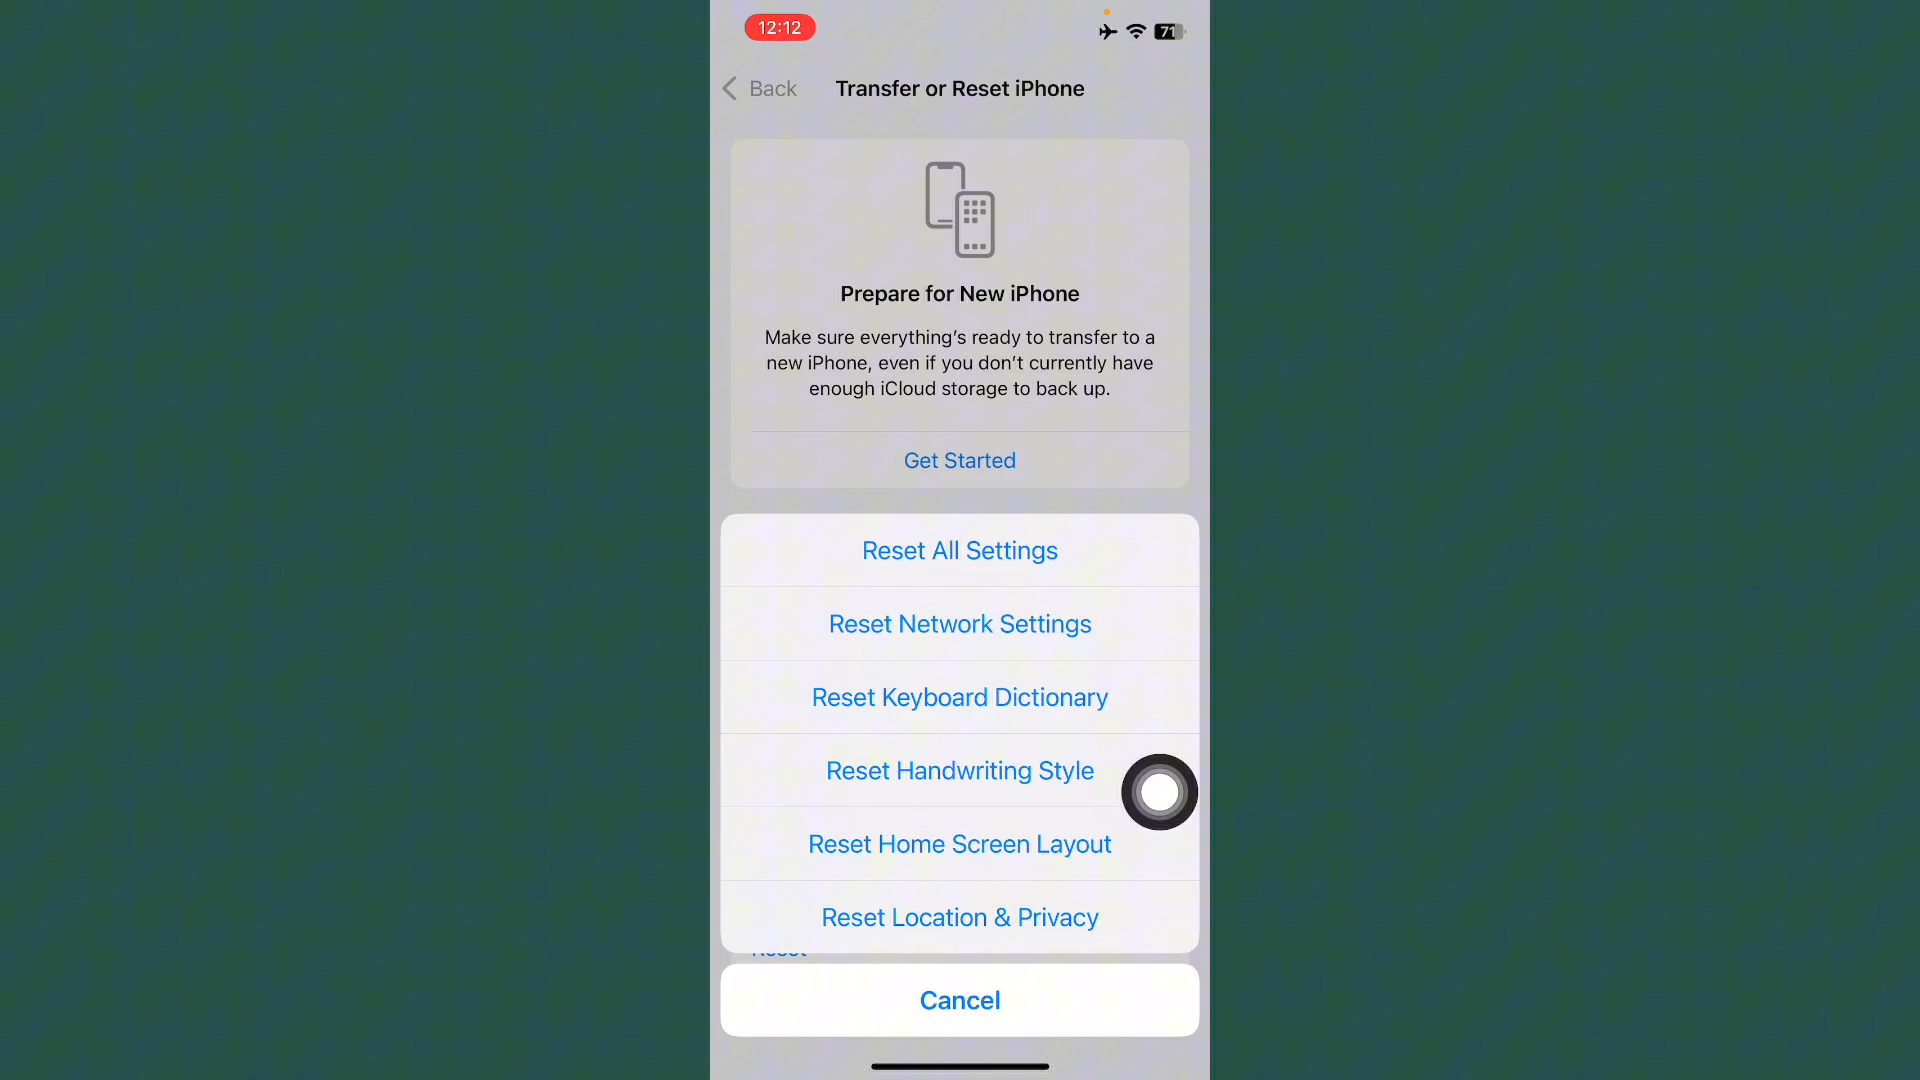 12:12
71
Back
Transfer or Reset iPhone
Prepare for New iPhone
Make sure everything's ready to transfer to a
new iPhone, even if you don't currently have
enough iCloud storage to back up.
Get Started
Reset All Settings
Reset Network Settings
Reset Keyboard Dictionary
Reset Handwriting Style
Reset Home Screen Layout
Reset Location & Privacy
Reset
Cancel